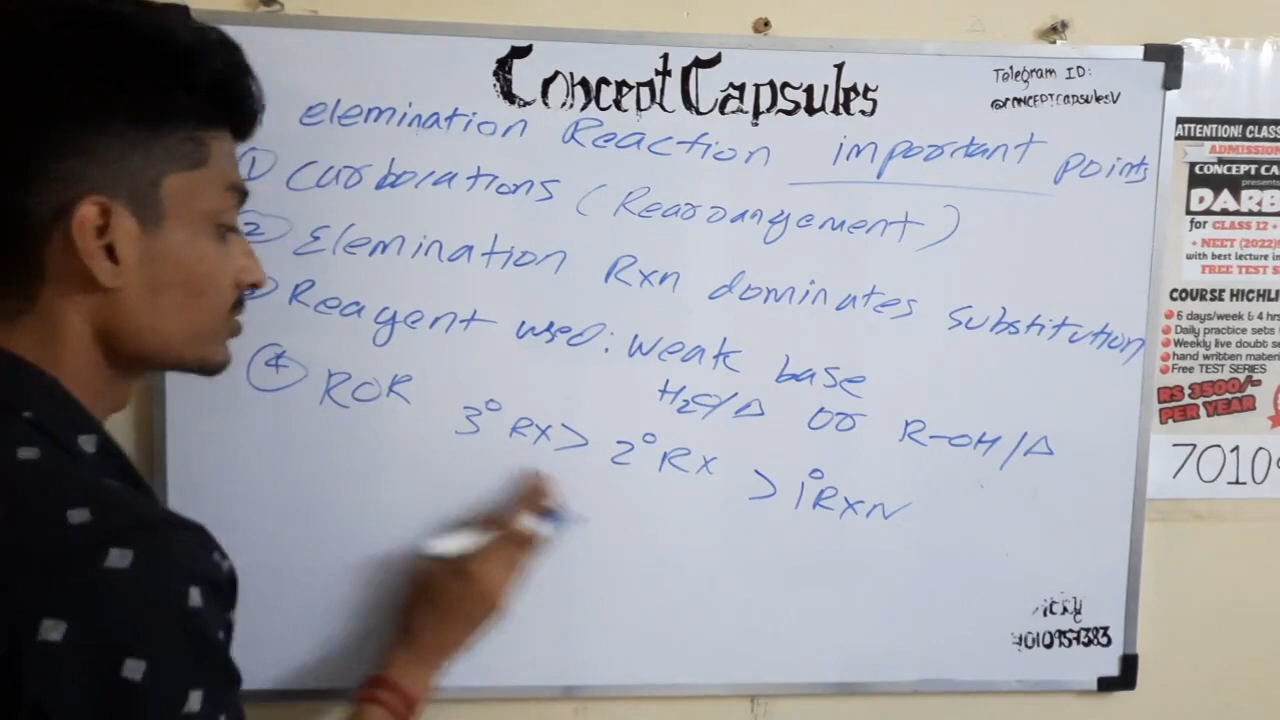 Concept Capsules
Telegram ID:
@CONCEPTcapsulesV
elemination Reaction important points
① Carbocations (Rearrangement)
② Elemination Rxn dominates substitution
Reagent used: weak base
H₂O/Δ or R-OH/Δ
④ ROR 3° RX > 2° RX > 1° RXN
7010957383
ATTENTION! CLASS
ADMISSION
CONCEPT CA
presents
DARB
for CLASS 12 +
+ NEET (2022)
with best lecture in
FREE TEST S
COURSE HIGHLI
6 days/week & 4 hrs
Daily practice sets
Weekly live doubt se
hand written mater
Free TEST SERIES
RS 3500/-
PER YEAR
7010